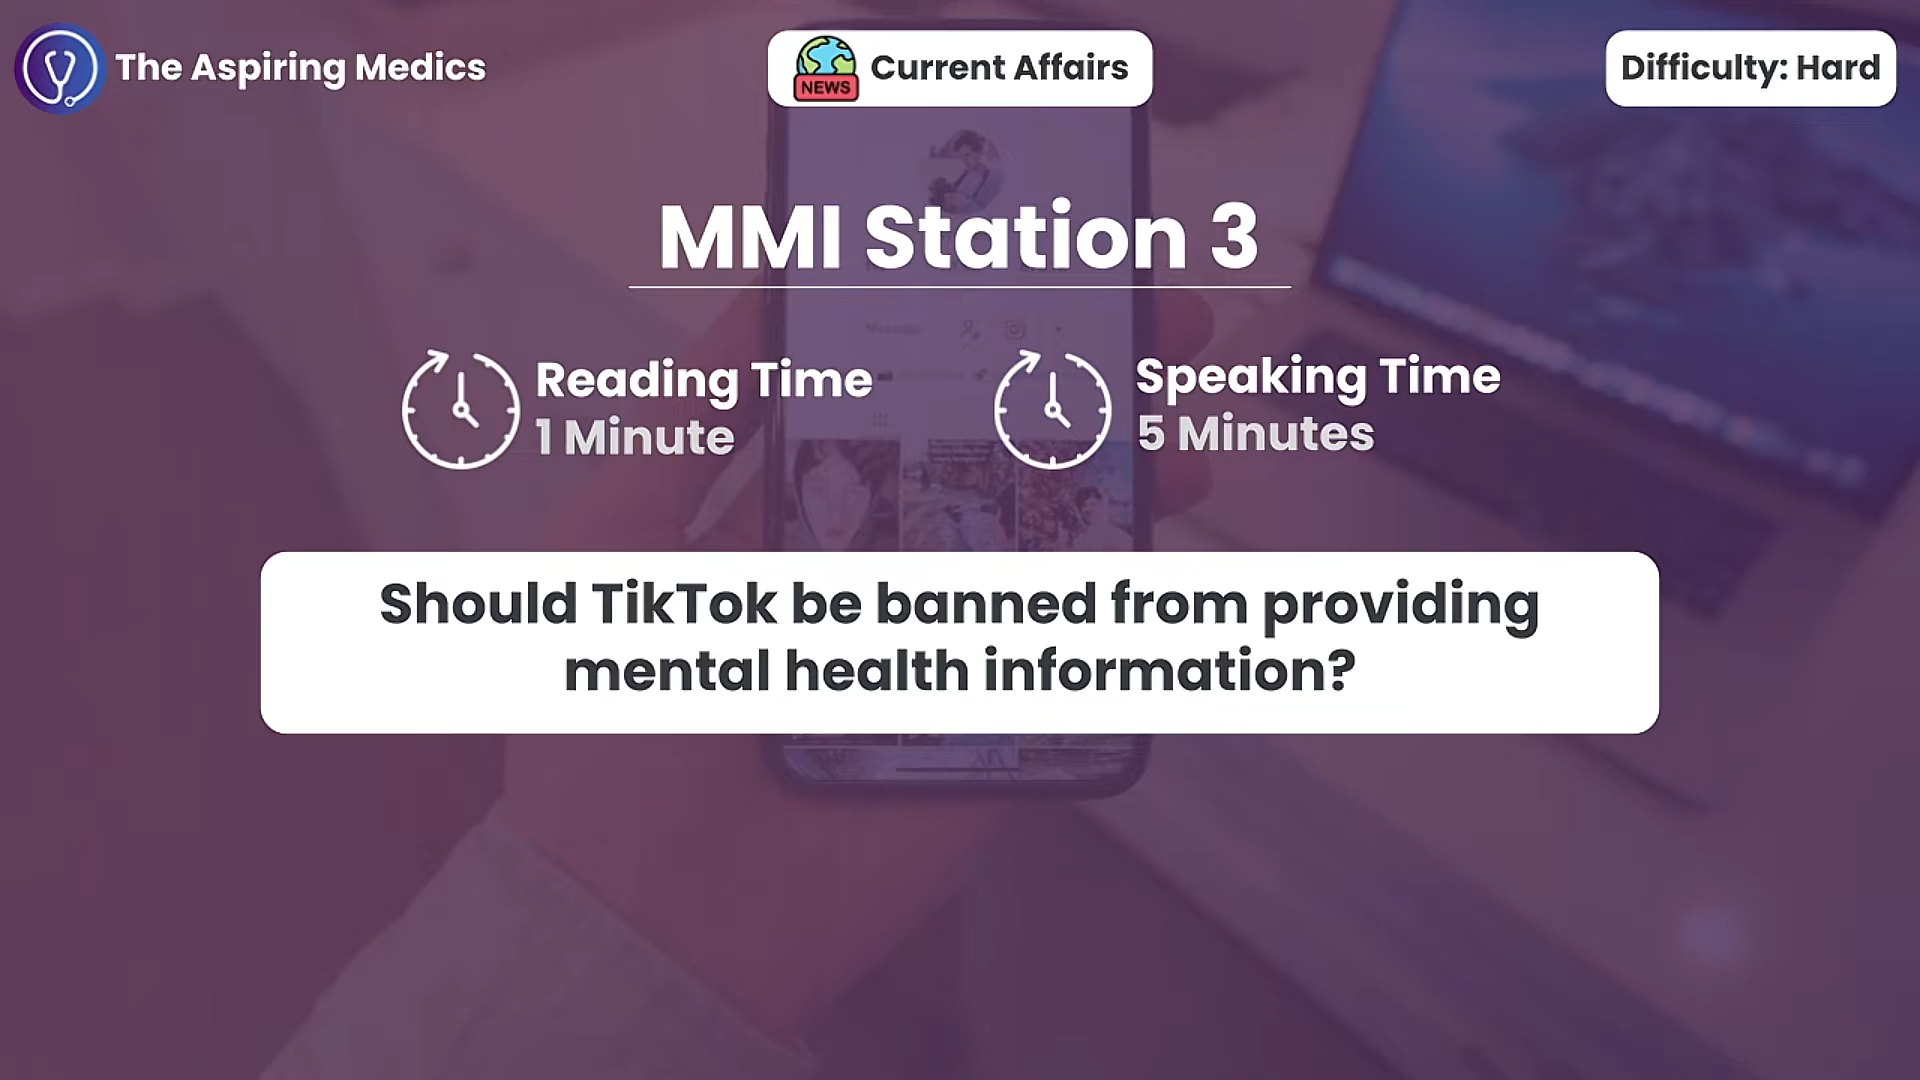 The Aspiring Medics
NEWS
Current Affairs
Difficulty: Hard
MMI Station 3
Reading Time
1 Minute
Speaking Time
5 Minutes
Should TikTok be banned from providing
mental health information?